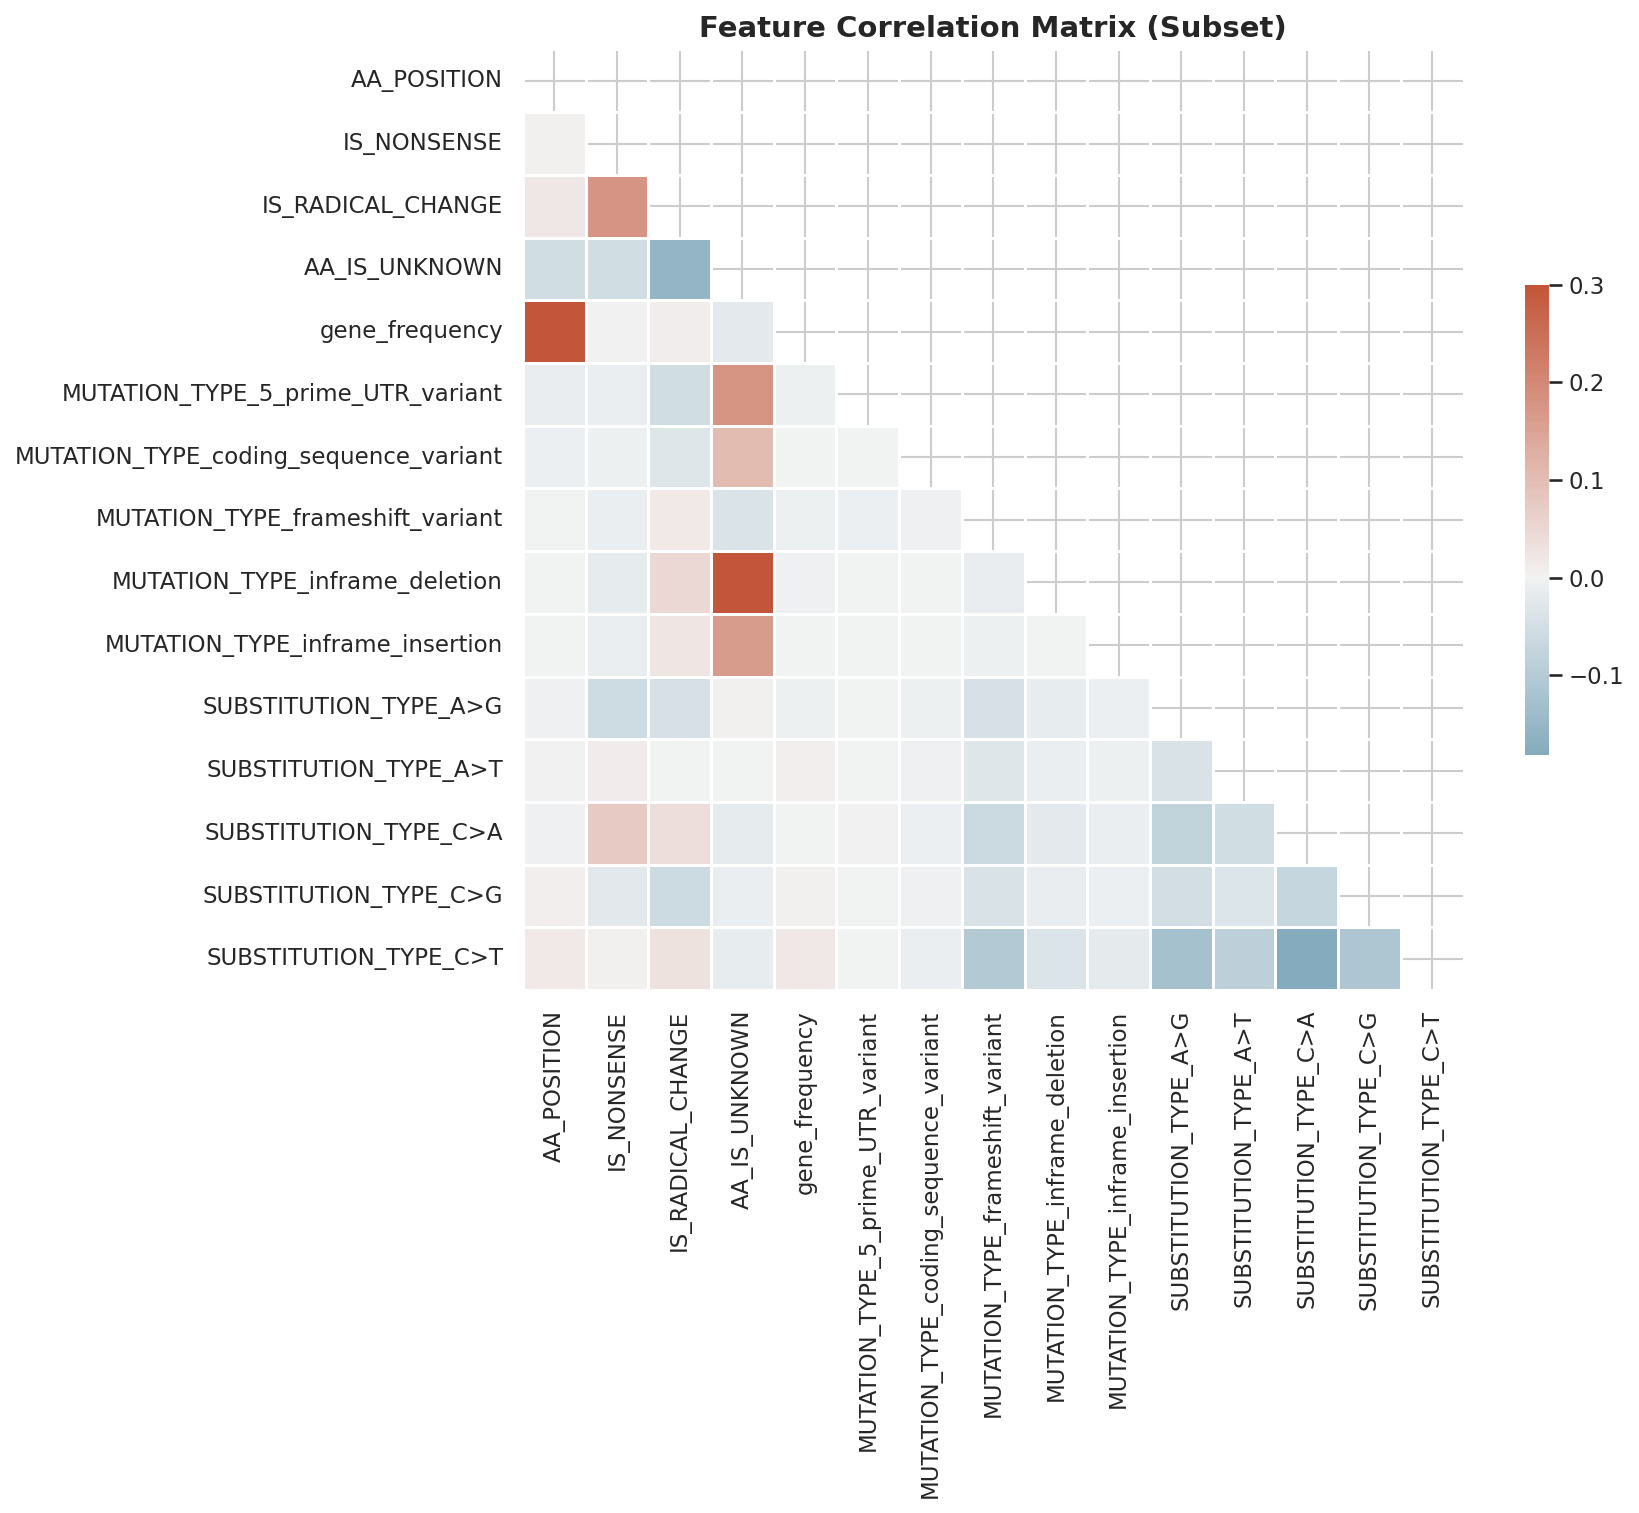 Feature Correlation Matrix (Subset)
AA_POSITION
IS_NONSENSE
IS_RADICAL_CHANGE
AA_IS_UNKNOWN
gene_frequency
MUTATION_TYPE_5_prime_UTR_variant
MUTATION_TYPE_coding_sequence_variant
MUTATION_TYPE_frameshift_variant
MUTATION_TYPE_inframe_deletion
MUTATION_TYPE_inframe_insertion
SUBSTITUTION_TYPE_A>G
SUBSTITUTION_TYPE_A>T
SUBSTITUTION_TYPE_C>A
SUBSTITUTION_TYPE_C>G
SUBSTITUTION_TYPE_C>T
AA_POSITION
IS_NONSENSE
IS_RADICAL_CHANGE
AA_IS_UNKNOWN
gene_frequency
MUTATION_TYPE_5_prime_UTR_variant
MUTATION_TYPE_coding_sequence_variant
MUTATION_TYPE_frameshift_variant
MUTATION_TYPE_inframe_deletion
MUTATION_TYPE_inframe_insertion
SUBSTITUTION_TYPE_A>G
SUBSTITUTION_TYPE_A>T
SUBSTITUTION_TYPE_C>A
SUBSTITUTION_TYPE_C>G
SUBSTITUTION_TYPE_C>T
0.3
0.2
0.1
0.0
−0.1